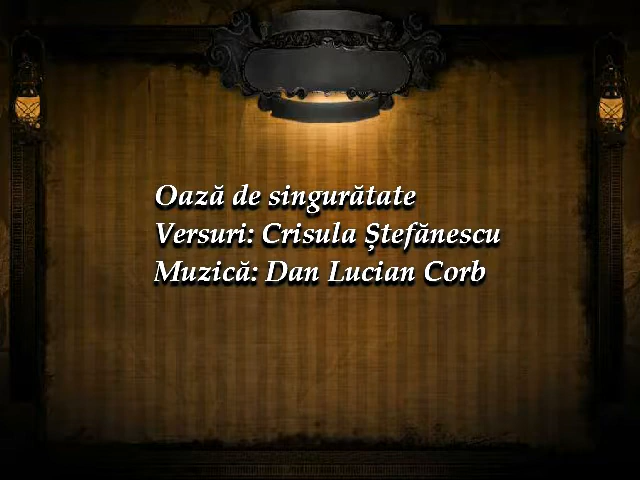 Oază de singurătate
Versuri: Crisula Ștefănescu
Muzică: Dan Lucian Corb